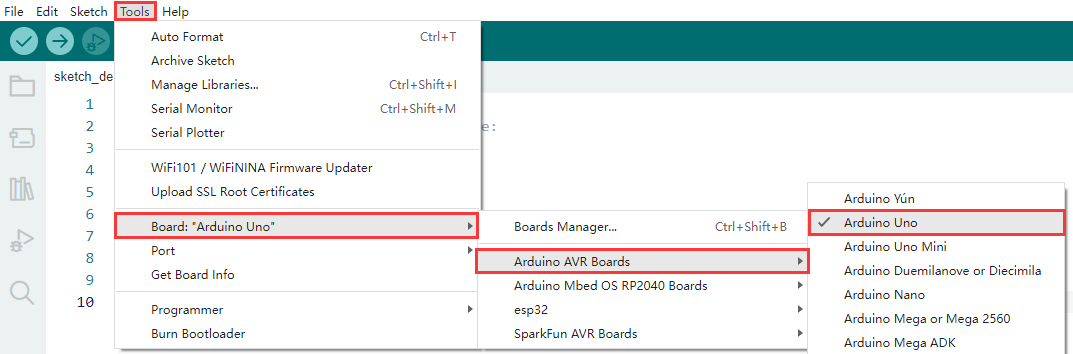 File Edit Sketch Tools Help
sketch_de
Auto Format Ctrl+T
Archive Sketch
Manage Libraries... Ctrl+Shift+I
Serial Monitor Ctrl+Shift+M
Serial Plotter
WiFi101 / WiFiNINA Firmware Updater
Upload SSL Root Certificates
Board: "Arduino Uno"
Port
Get Board Info
Programmer
Burn Bootloader
1
2 e:
3
4
5
6
7
8
9
10
Boards Manager... Ctrl+Shift+B
Arduino AVR Boards
Arduino Mbed OS RP2040 Boards
esp32
SparkFun AVR Boards
Arduino Yún
Arduino Uno
Arduino Uno Mini
Arduino Duemilanove or Diecimila
Arduino Nano
Arduino Mega or Mega 2560
Arduino Mega ADK